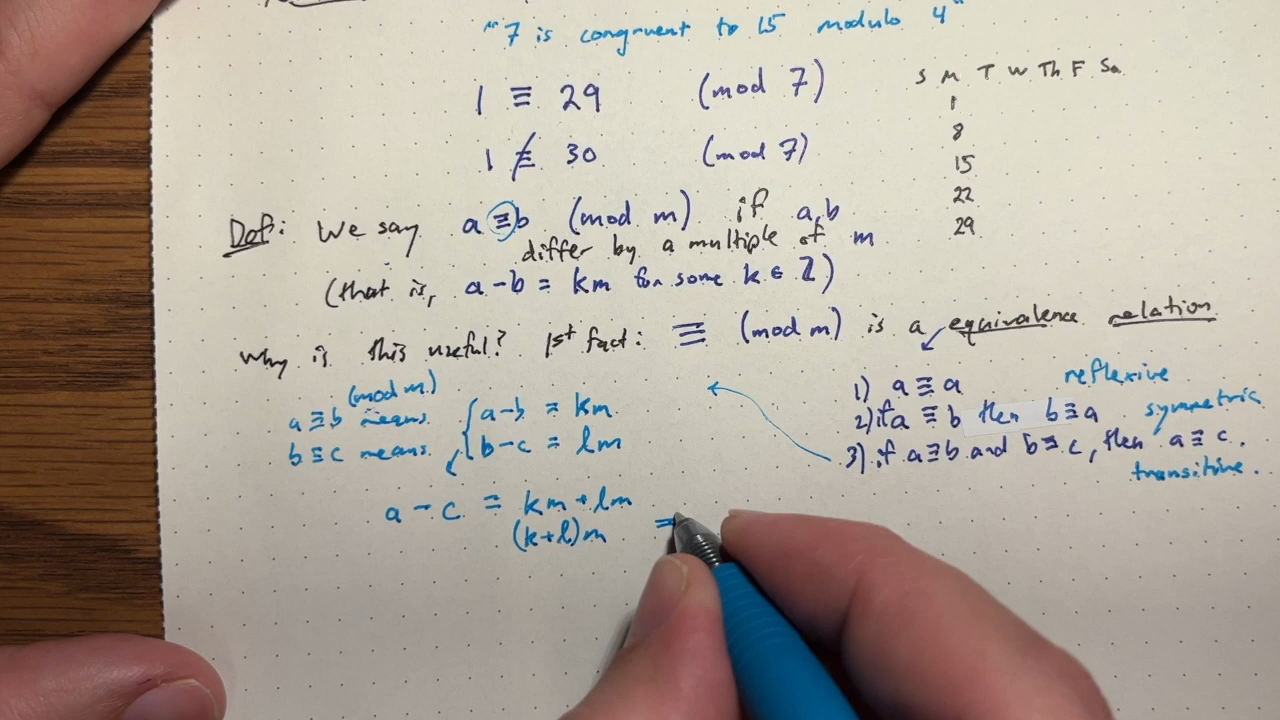 "7 is congruent to 15 modulo 4"
1 ≡ 29 (mod 7)
1 ≢ 30 (mod 7)
S M T W Th F Sa
1
8
15
22
29
Def: We say a ≡ b (mod m) if a, b
differ by a multiple of m
(that is, a - b = km for some k ∈ ℤ)
Why is this useful? 1st fact: ≡ (mod m) is a equivalence relation
1) a ≡ a reflexive
2) if a ≡ b then b ≡ a symmetric
3) if a ≡ b and b ≡ c, then a ≡ c.
transitive.
(mod m)
a ≡ b means a - b = km
b ≡ c means b - c = lm
a - c = km + lm
(k+l)m =